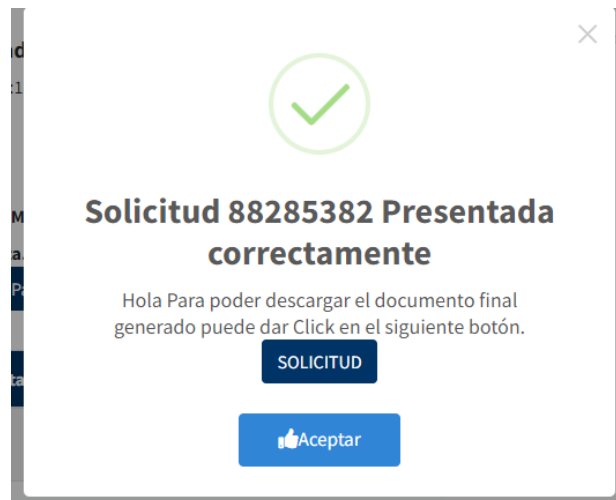 Solicitud 88285382 Presentada
correctamente
Hola Para poder descargar el documento final
generado puede dar Click en el siguiente botón.
SOLICITUD
Aceptar